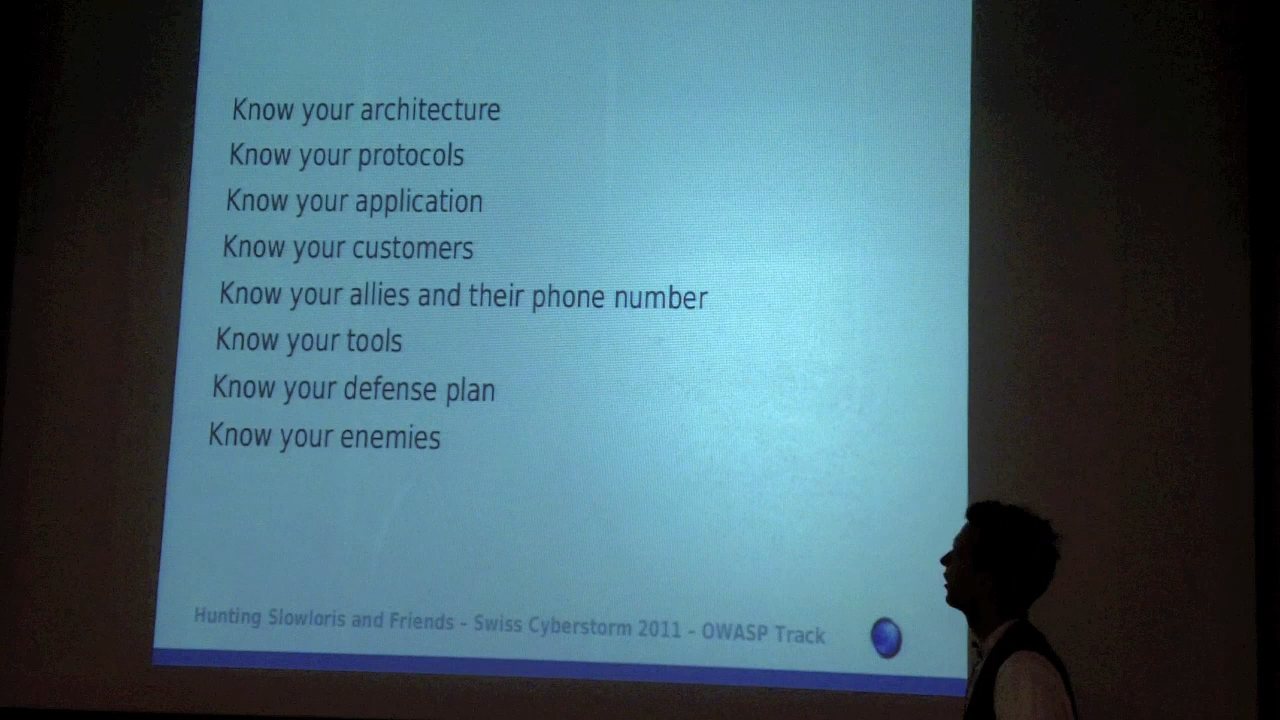 Know your architecture
Know your protocols
Know your application
Know your customers
Know your allies and their phone number
Know your tools
Know your defense plan
Know your enemies
Hunting Slowloris and Friends - Swiss Cyberstorm 2011 - OWASP Track